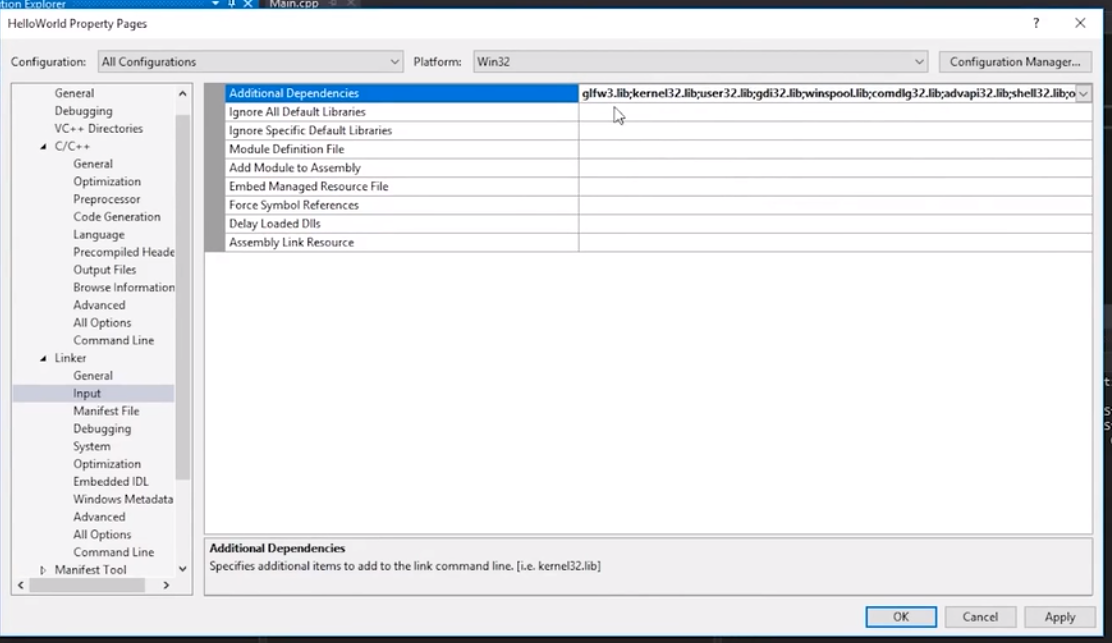 tion Explorer
Main.cpp
HelloWorld Property Pages
?
Configuration: All Configurations Platform: Win32 Configuration Manager...
General
Debugging
VC++ Directories
C/C++
General
Optimization
Preprocessor
Code Generation
Language
Precompiled Heade
Output Files
Browse Information
Advanced
All Options
Command Line
Linker
General
Input
Manifest File
Debugging
System
Optimization
Embedded IDL
Windows Metadata
Advanced
All Options
Command Line
Manifest Tool
Additional Dependencies glfw3.lib;kernel32.lib;user32.lib;gdi32.lib;winspool.lib;comdlg32.lib;advapi32.lib;shell32.lib;o
Ignore All Default Libraries
Ignore Specific Default Libraries
Module Definition File
Add Module to Assembly
Embed Managed Resource File
Force Symbol References
Delay Loaded Dlls
Assembly Link Resource
Additional Dependencies
Specifies additional items to add to the link command line. [i.e. kernel32.lib]
OK Cancel Apply